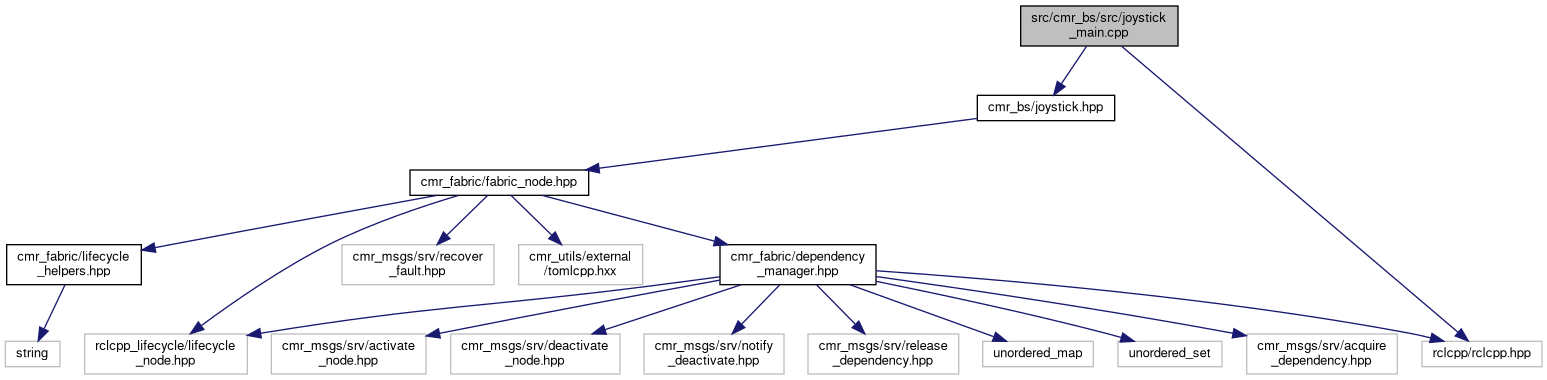 src/cmr_bs/src/joystick
_main.cpp
cmr_bs/joystick.hpp
cmr_fabric/fabric_node.hpp
cmr_fabric/lifecycle
_helpers.hpp
cmr_msgs/srv/recover
_fault.hpp
cmr_utils/external
/tomlcpp.hxx
cmr_fabric/dependency
_manager.hpp
string
rclcpp_lifecycle/lifecycle
_node.hpp
cmr_msgs/srv/activate
_node.hpp
cmr_msgs/srv/deactivate
_node.hpp
cmr_msgs/srv/notify
_deactivate.hpp
cmr_msgs/srv/release
_dependency.hpp
unordered_map
unordered_set
cmr_msgs/srv/acquire
_dependency.hpp
rclcpp/rclcpp.hpp